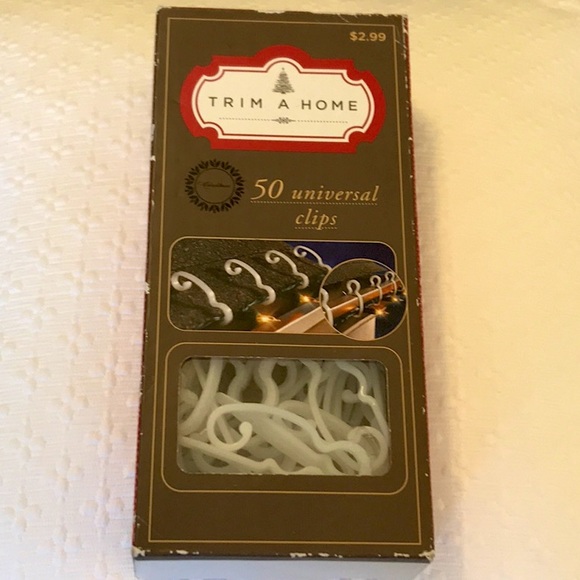 $2.99
TRIM A HOME
50 universal
clips